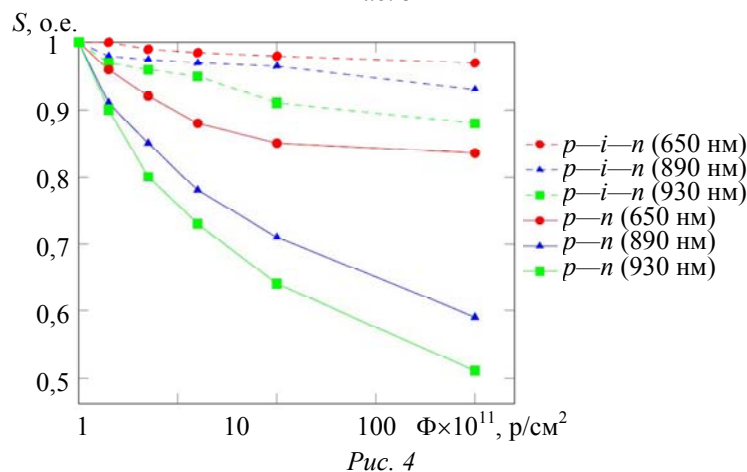 S, о.е.
1
0,9
0,8
0,7
0,6
0,5
1 10 100 Φ×10¹¹, p/см²
p—i—n (650 нм)
p—i—n (890 нм)
p—i—n (930 нм)
p—n (650 нм)
p—n (890 нм)
p—n (930 нм)
Рис. 4